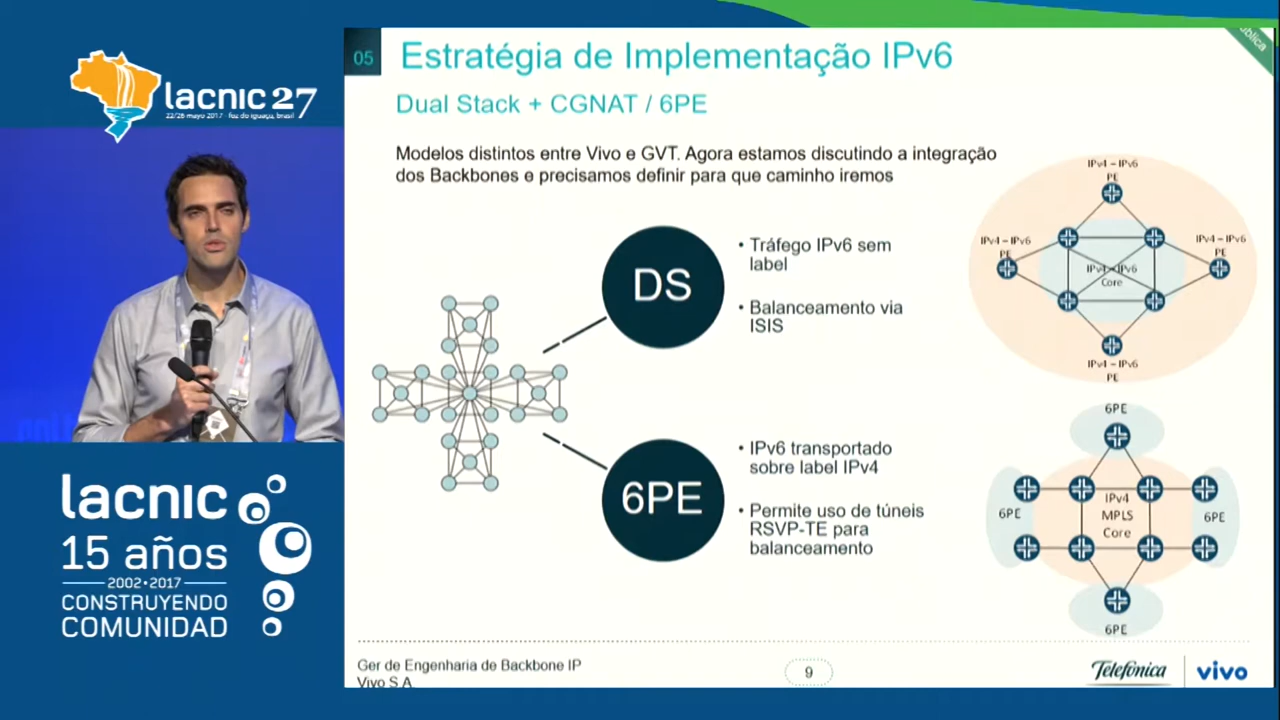 lacnic 27
22/26 mayo 2017 - foz do iguaçu, brasil
lacnic
15 años
2002•2017
CONSTRUYENDO
COMUNIDAD
05
Estratégia de Implementação IPv6
Dual Stack + CGNAT / 6PE
Modelos distintos entre Vivo e GVT. Agora estamos discutindo a integração
dos Backbones e precisamos definir para que caminho iremos
DS
• Tráfego IPv6 sem
label
• Balanceamento via
ISIS
6PE
• IPv6 transportado
sobre label IPv4
• Permite uso de túneis
RSVP-TE para
balanceamento
IPv4 – IPv6
PE
IPv4 – IPv6
PE
IPv4 – IPv6
PE
IPv4 – IPv6
Core
IPv4 – IPv6
PE
6PE
6PE
IPv4
MPLS
Core
6PE
6PE
Ger de Engenharia de Backbone IP
Vivo S.A.
9
Telefónica
vivo